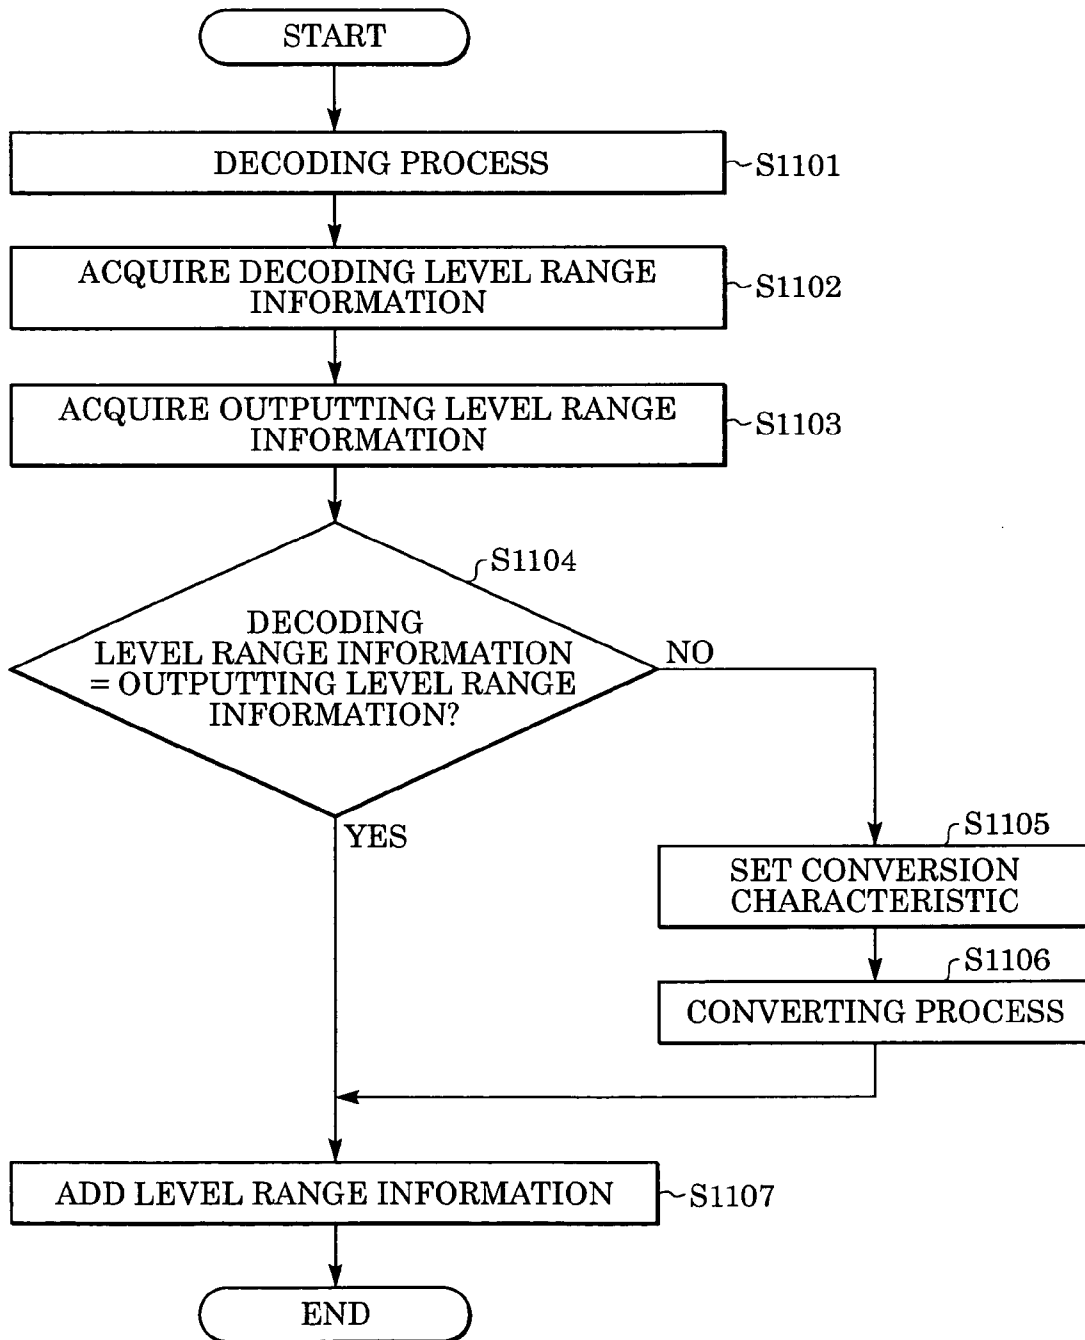 START
DECODING PROCESS
S1101
ACQUIRE DECODING LEVEL RANGE
INFORMATION
S1102
ACQUIRE OUTPUTTING LEVEL RANGE
INFORMATION
S1103
S1104
DECODING
LEVEL RANGE INFORMATION
= OUTPUTTING LEVEL RANGE
INFORMATION?
NO
YES
S1105
SET CONVERSION
CHARACTERISTIC
S1106
CONVERTING PROCESS
ADD LEVEL RANGE INFORMATION
S1107
END